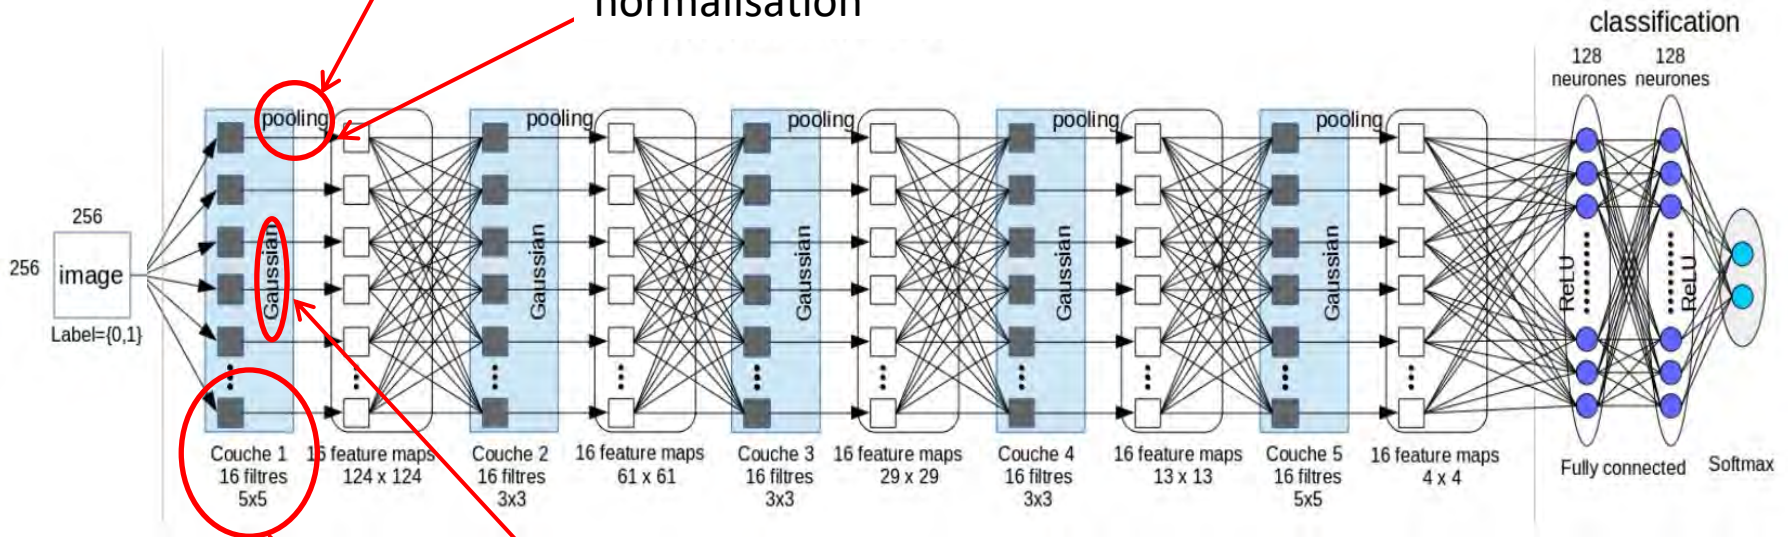 normalisation
classification
128
neurones
128
neurones
pooling
pooling
pooling
pooling
pooling
256
256
image
Label={0,1}
Gaussian
Gaussian
Gaussian
Gaussian
Gaussian
ReLU
ReLU
Couche 1
16 filtres
5x5
16 feature maps
124 x 124
Couche 2
16 filtres
3x3
16 feature maps
61 x 61
Couche 3
16 filtres
3x3
16 feature maps
29 x 29
Couche 4
16 filtres
3x3
16 feature maps
13 x 13
Couche 5
16 filtres
5x5
16 feature maps
4 x 4
Fully connected
Softmax